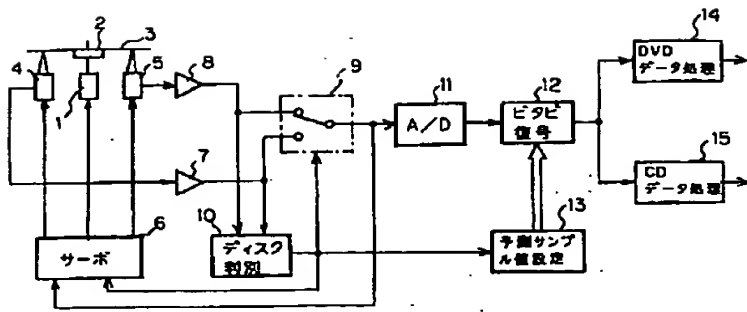 2
3
4
5
8
1
9
7
6
サーボ
10
ディスク
判別
11
A/D
12
ビタビ
復号
13
予測サンプ
ル値設定
14
DVD
データ処理
15
CD
データ処理